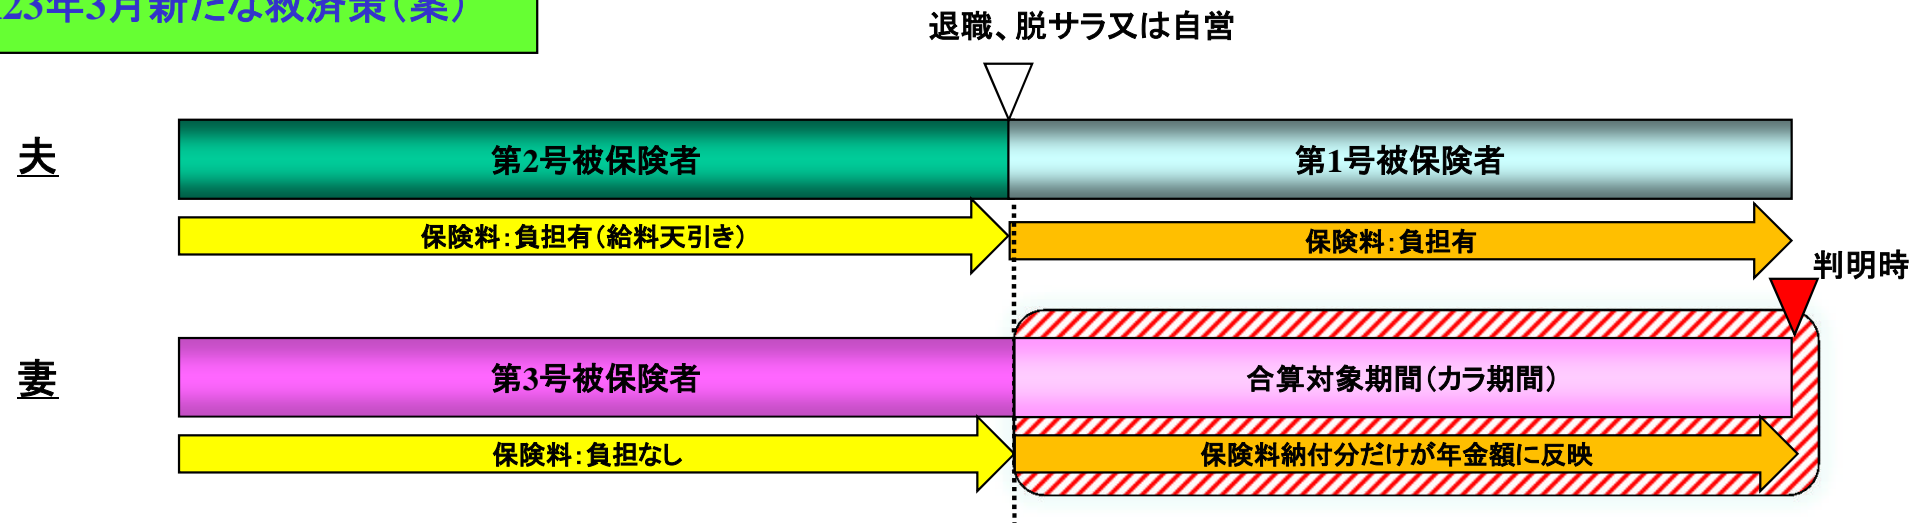 23年3月新たな救済策（案）
退職、脱サラ又は自営
夫
第2号被保険者
第1号被保険者
保険料：負担有（給料天引き）
保険料：負担有
判明時
妻
第3号被保険者
合算対象期間（カラ期間）
保険料：負担なし
保険料納付分だけが年金額に反映